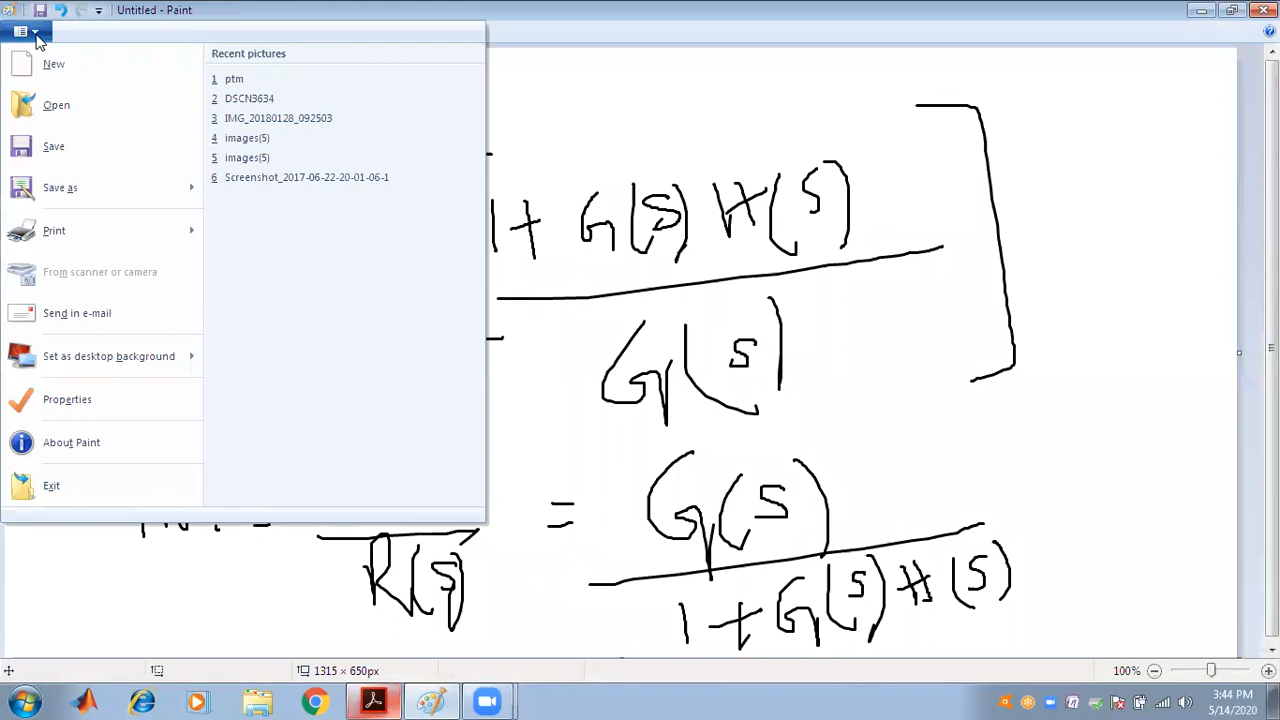 Untitled - Paint
New
Open
Save
Save as
Print
From scanner or camera
Send in e-mail
Set as desktop background
Properties
About Paint
Exit
Recent pictures
1 ptm
2 DSCN3634
3 IMG_20180128_092503
4 images(5)
5 images(5)
6 Screenshot_2017-06-22-20-01-06-1
1 + G(S) H(S)
G(S)
= G(S)
R(S)
1 + G(S) H(S)
1315 × 650px
100%
3:44 PM
5/14/2020